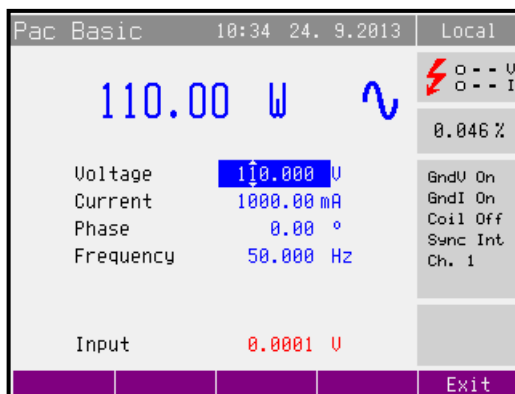 Pac Basic 10:34 24. 9.2013 Local
o-- V
o-- I
110.00 W
0.046 %
Voltage 110.000 V
Current 1000.00 mA
Phase 0.00 °
Frequency 50.000 Hz
GndV On
GndI On
Coil Off
Sync Int
Ch. 1
Input 0.0001 V
Exit